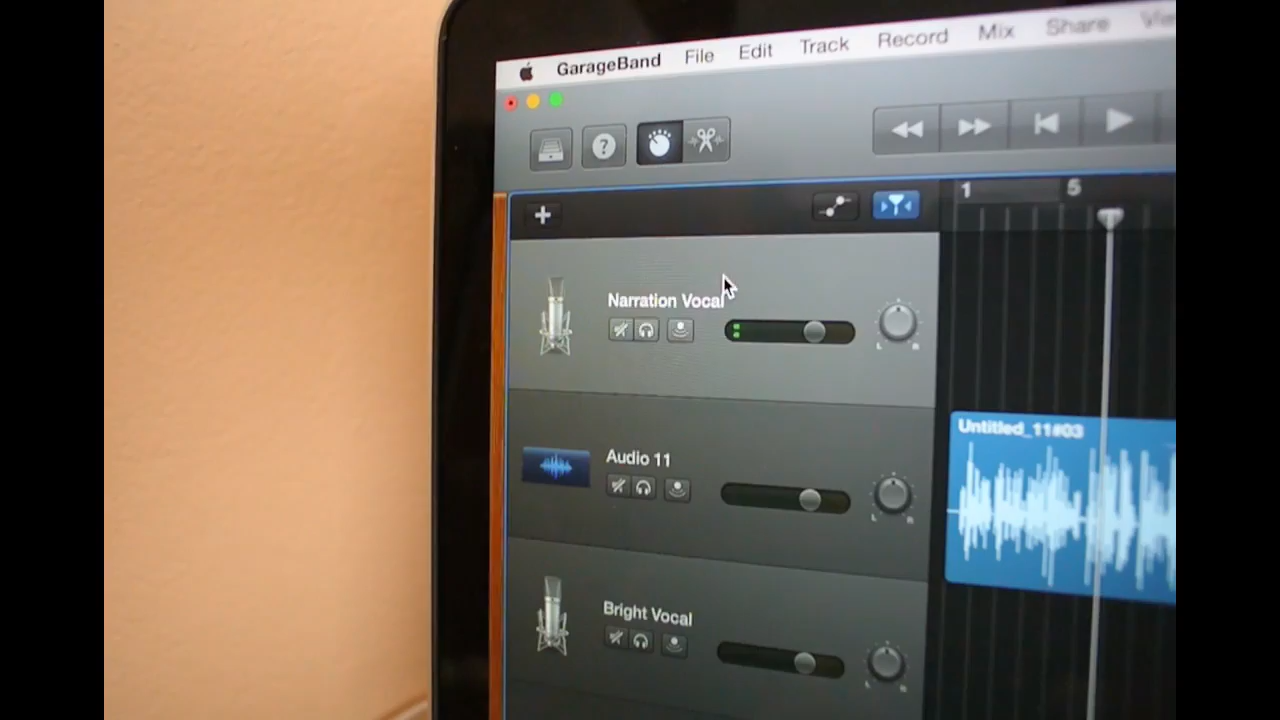 GarageBand File Edit Track Record Mix Share
1 5
Narration Vocal
L R
Untitled_11#03
Audio 11
L R
Bright Vocal
L R